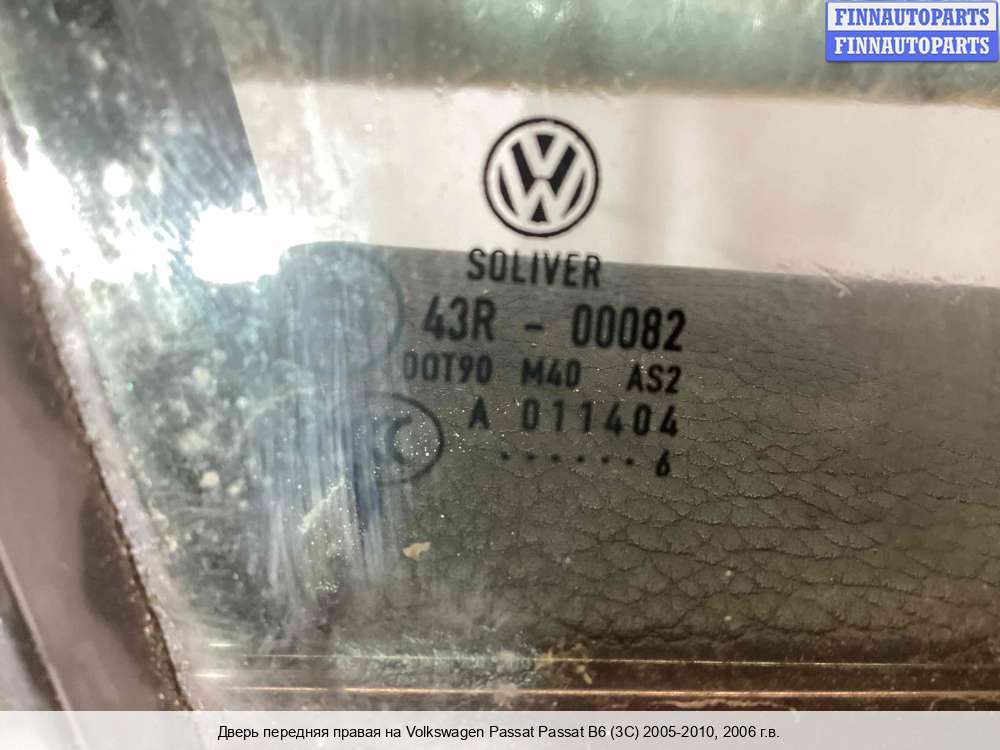 FINNAUTOPARTS
FINNAUTOPARTS
SOLIVER
43R - 00082
DOT90 M40 AS2
A 011404
. . . . . . 6
Дверь передняя правая на Volkswagen Passat Passat B6 (3C) 2005-2010, 2006 г.в.